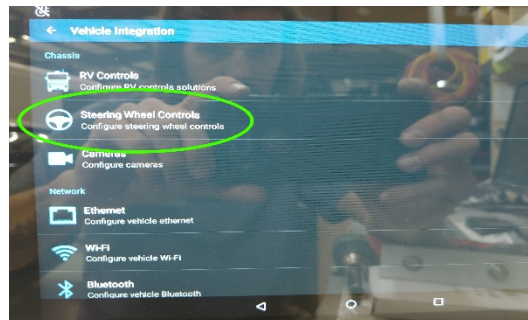 Vehicle Integration
Chassis
RV Controls
Configure RV controls solutions
Steering Wheel Controls
Configure steering wheel controls
Cameras
Configure cameras
Network
Ethernet
Configure vehicle ethernet
Wi-Fi
Configure vehicle Wi-Fi
Bluetooth
Configure vehicle Bluetooth